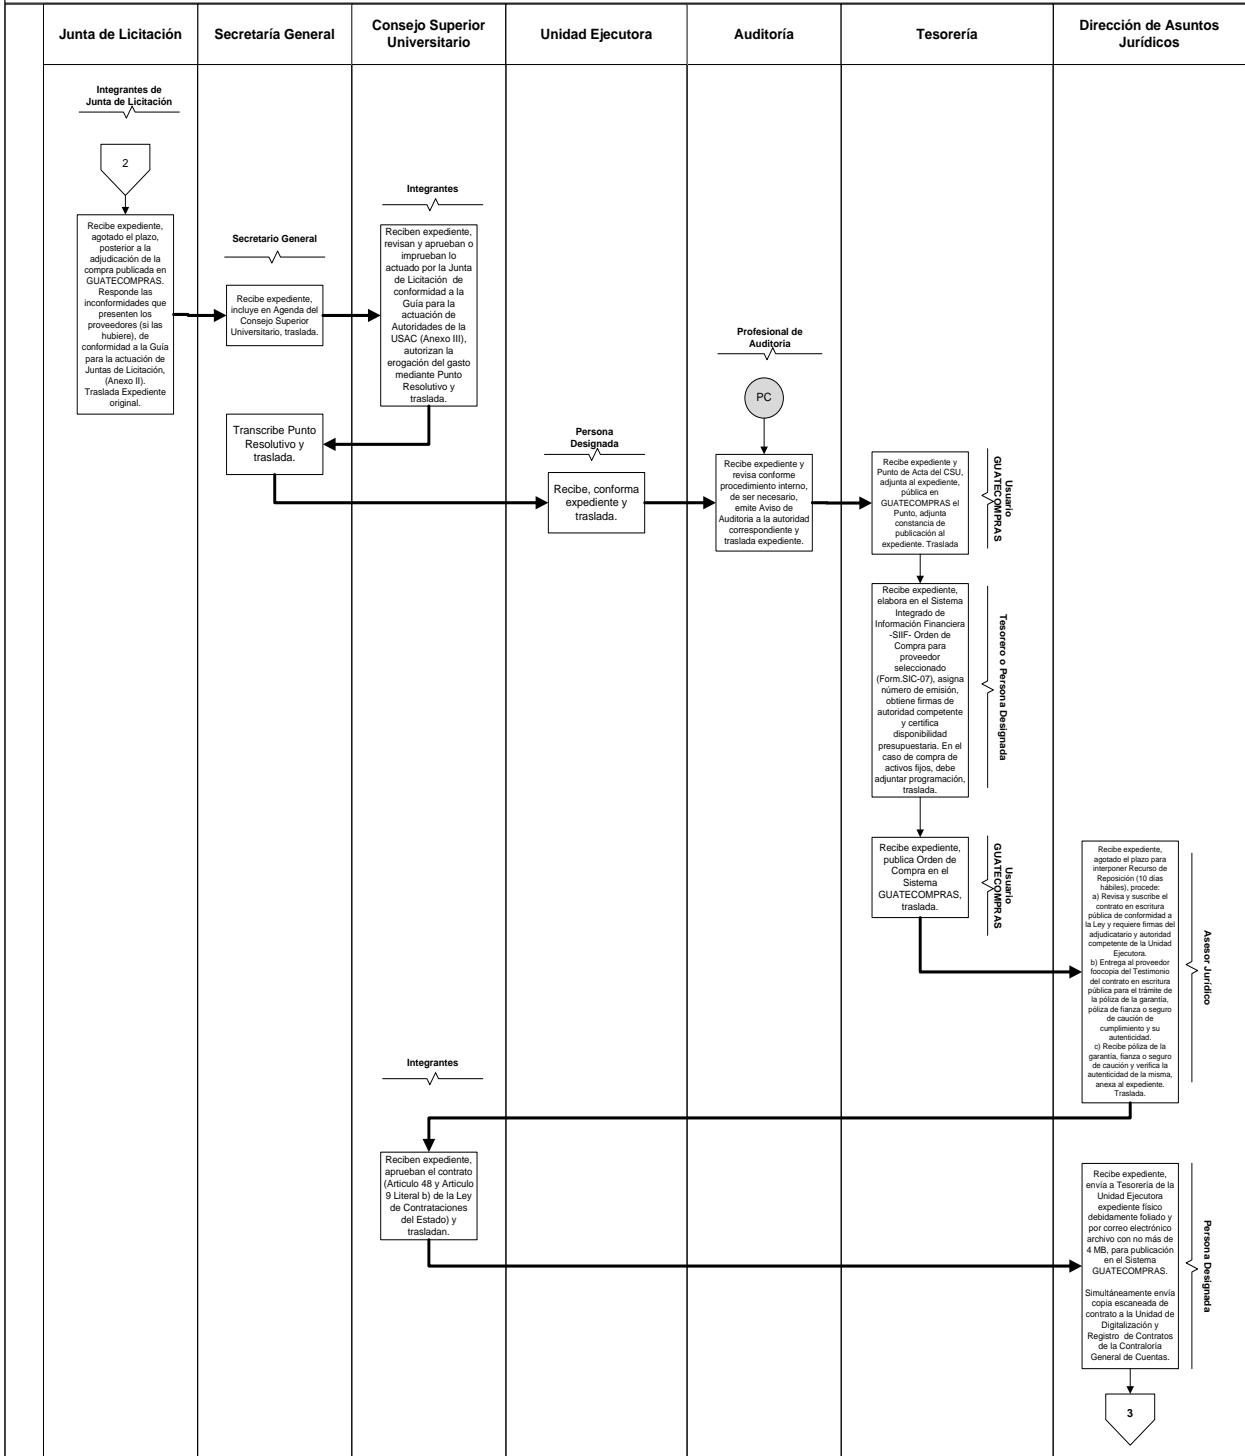 Junta de Licitación
Secretaría General
Consejo Superior
Universitario
Unidad Ejecutora
Auditoría
Tesorería
Dirección de Asuntos
Jurídicos
Integrantes de
Junta de Licitación
2
Recibe expediente,
agotado el plazo,
posterior a la
adjudicación de la
compra publicada en
GUATECOMPRAS.
Responde las
inconformidades que
presenten los
proveedores (si las
hubiere), de
conformidad a la Guía
para la actuación de
Juntas de Licitación,
(Anexo II).
Traslada Expediente
original.
Secretario General
Recibe expediente,
incluye en Agenda del
Consejo Superior
Universitario, traslada.
Integrantes
Reciben expediente,
revisan y aprueban o
imprueban lo
actuado por la Junta
de Licitación de
conformidad a la
Guía para la
actuación de
Autoridades de la
USAC (Anexo III),
autorizan la
erogación del gasto
mediante Punto
Resolutivo y
traslada.
Transcribe Punto
Resolutivo y
traslada.
Persona
Designada
Recibe, conforma
expediente y
traslada.
Profesional de
Auditoria
PC
Recibe expediente y
revisa conforme
procedimiento interno,
de ser necesario,
emite Aviso de
Auditoria a la autoridad
correspondiente y
traslada expediente.
Recibe expediente y
Punto de Acta del CSU,
adjunta al expediente,
pública en
GUATECOMPRAS el
Punto, adjunta
constancia de
publicación al
expediente. Traslada
Usuario
GUATECOMPRAS
Recibe expediente,
elabora en el Sistema
Integrado de
Información Financiera
-SIIF- Orden de
Compra para
proveedor
seleccionado
(Form.SIC-07), asigna
número de emisión,
obtiene firmas de
autoridad competente
y certifica
disponibilidad
presupuestaria. En el
caso de compra de
activos fijos, debe
adjuntar programación,
traslada.
Tesorero o Persona Designada
Recibe expediente,
publica Orden de
Compra en el
Sistema
GUATECOMPRAS,
traslada.
Usuario
GUATECOMPRAS
Recibe expediente,
agotado el plazo para
interponer Recurso de
Reposición (10 días
hábiles), procede:
a) Revisa y suscribe el
contrato en escritura
pública de conformidad a
la Ley y requiere firmas del
adjudicatario y autoridad
competente de la Unidad
Ejecutora.
b) Entrega al proveedor
foocopia del Testimonio
del contrato en escritura
pública para el trámite de
la póliza de la garantía,
póliza de fianza o seguro
de caución de
cumplimiento y su
autenticidad.
c) Recibe póliza de la
garantía, fianza o seguro
de caución y verifica la
autenticidad de la misma,
anexa al expediente.
Traslada.
Asesor Jurídico
Integrantes
Reciben expediente,
aprueban el contrato
(Articulo 48 y Articulo
9 Literal b) de la Ley
de Contrataciones
del Estado) y
trasladan.
Recibe expediente,
envía a Tesorería de la
Unidad Ejecutora
expediente físico
debidamente foliado y
por correo electrónico
archivo con no más de
4 MB, para publicación
en el Sistema
GUATECOMPRAS.
Simultáneamente envía
copia escaneada de
contrato a la Unidad de
Digitalización y
Registro de Contratos
de la Contraloría
General de Cuentas.
Persona Designada
3